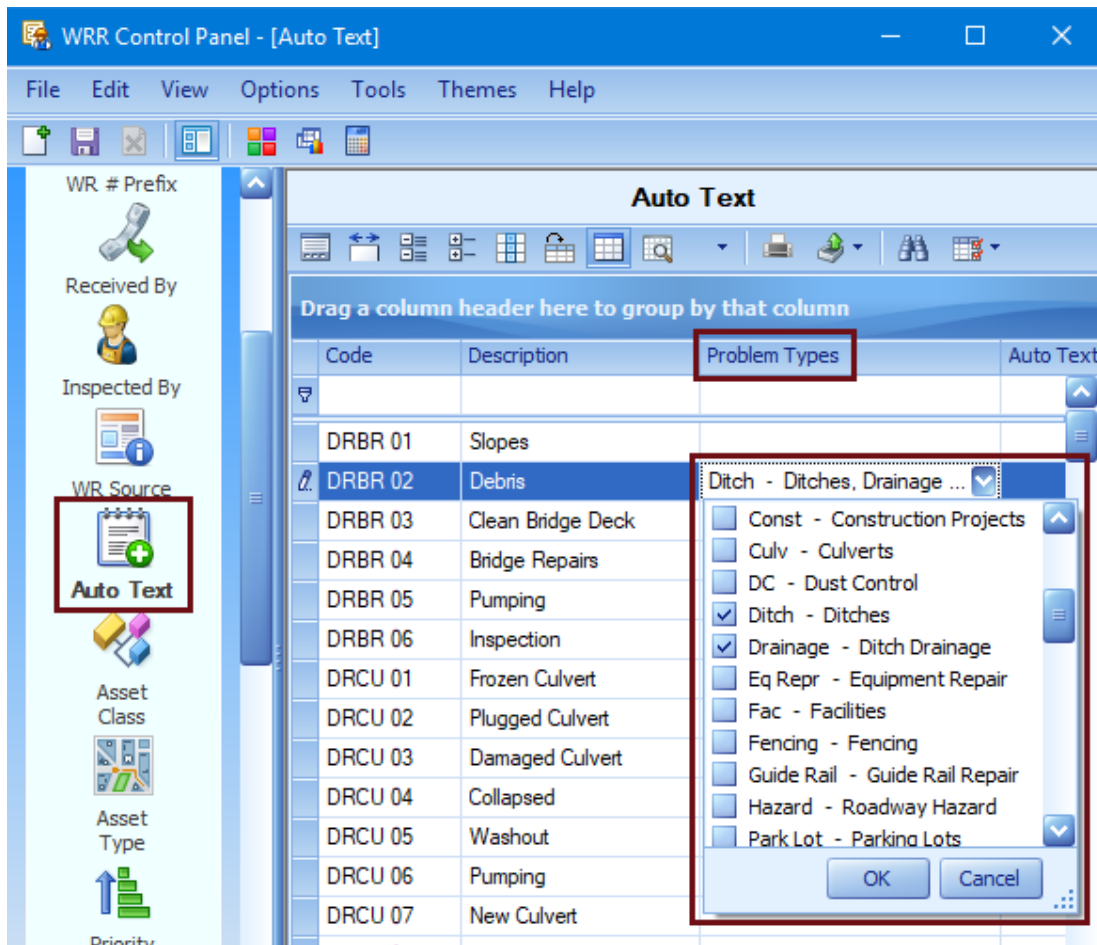 WRR Control Panel - [Auto Text]
File Edit View Options Tools Themes Help
WR # Prefix
Received By
Inspected By
WR Source
Auto Text
Asset
Class
Asset
Type
Priority
Auto Text
Drag a column header here to group by that column
Code Description Problem Types Auto Text
DRBR 01 Slopes
DRBR 02 Debris Ditch - Ditches, Drainage ...
DRBR 03 Clean Bridge Deck
DRBR 04 Bridge Repairs
DRBR 05 Pumping
DRBR 06 Inspection
DRCU 01 Frozen Culvert
DRCU 02 Plugged Culvert
DRCU 03 Damaged Culvert
DRCU 04 Collapsed
DRCU 05 Washout
DRCU 06 Pumping
DRCU 07 New Culvert
Const - Construction Projects
Culv - Culverts
DC - Dust Control
Ditch - Ditches
Drainage - Ditch Drainage
Eq Repr - Equipment Repair
Fac - Facilities
Fencing - Fencing
Guide Rail - Guide Rail Repair
Hazard - Roadway Hazard
Park Lot - Parking Lots
OK Cancel